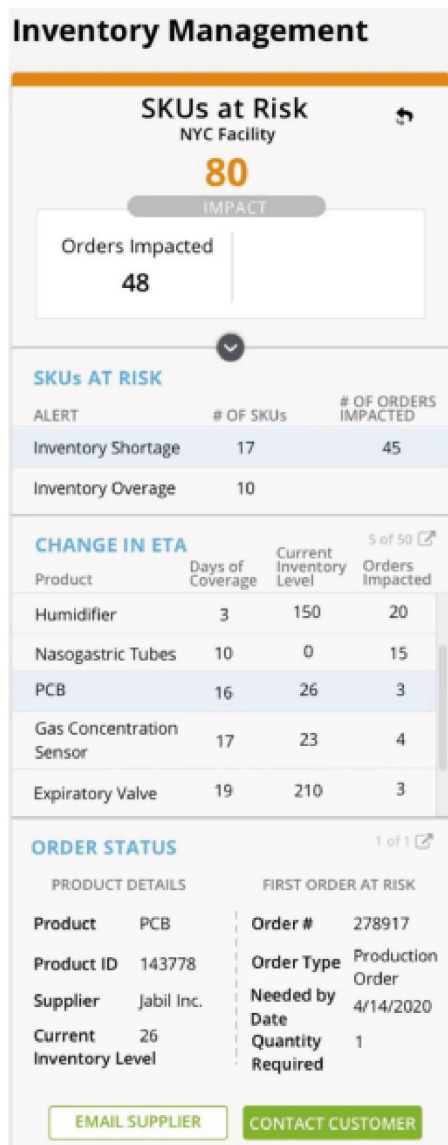 Inventory Management
SKUs at Risk
NYC Facility
80
IMPACT
Orders Impacted
48
SKUs AT RISK
ALERT # OF SKUs # OF ORDERS IMPACTED
Inventory Shortage 17 45
Inventory Overage 10
CHANGE IN ETA 5 of 50
Product Days of Coverage Current Inventory Level Orders Impacted
Humidifier 3 150 20
Nasogastric Tubes 10 0 15
PCB 16 26 3
Gas Concentration Sensor 17 23 4
Expiratory Valve 19 210 3
ORDER STATUS 1 of 1
PRODUCT DETAILS
Product PCB
Product ID 143778
Supplier Jabil Inc.
Current Inventory Level 26
FIRST ORDER AT RISK
Order # 278917
Order Type Production Order
Needed by Date 4/14/2020
Quantity Required 1
EMAIL SUPPLIER
CONTACT CUSTOMER